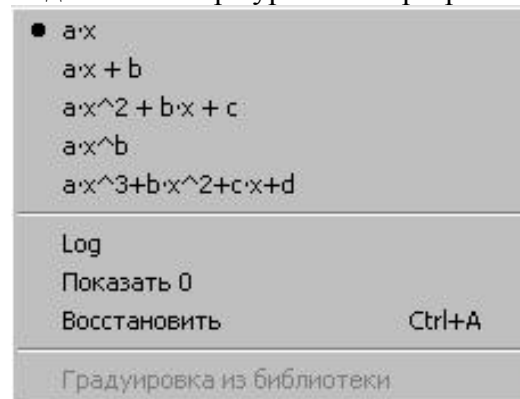 a·x
a·x + b
a·x^2 + b·x + c
a·x^b
a·x^3+b·x^2+c·x+d
Log
Показать 0
Восстановить Ctrl+A
Градуировка из библиотеки